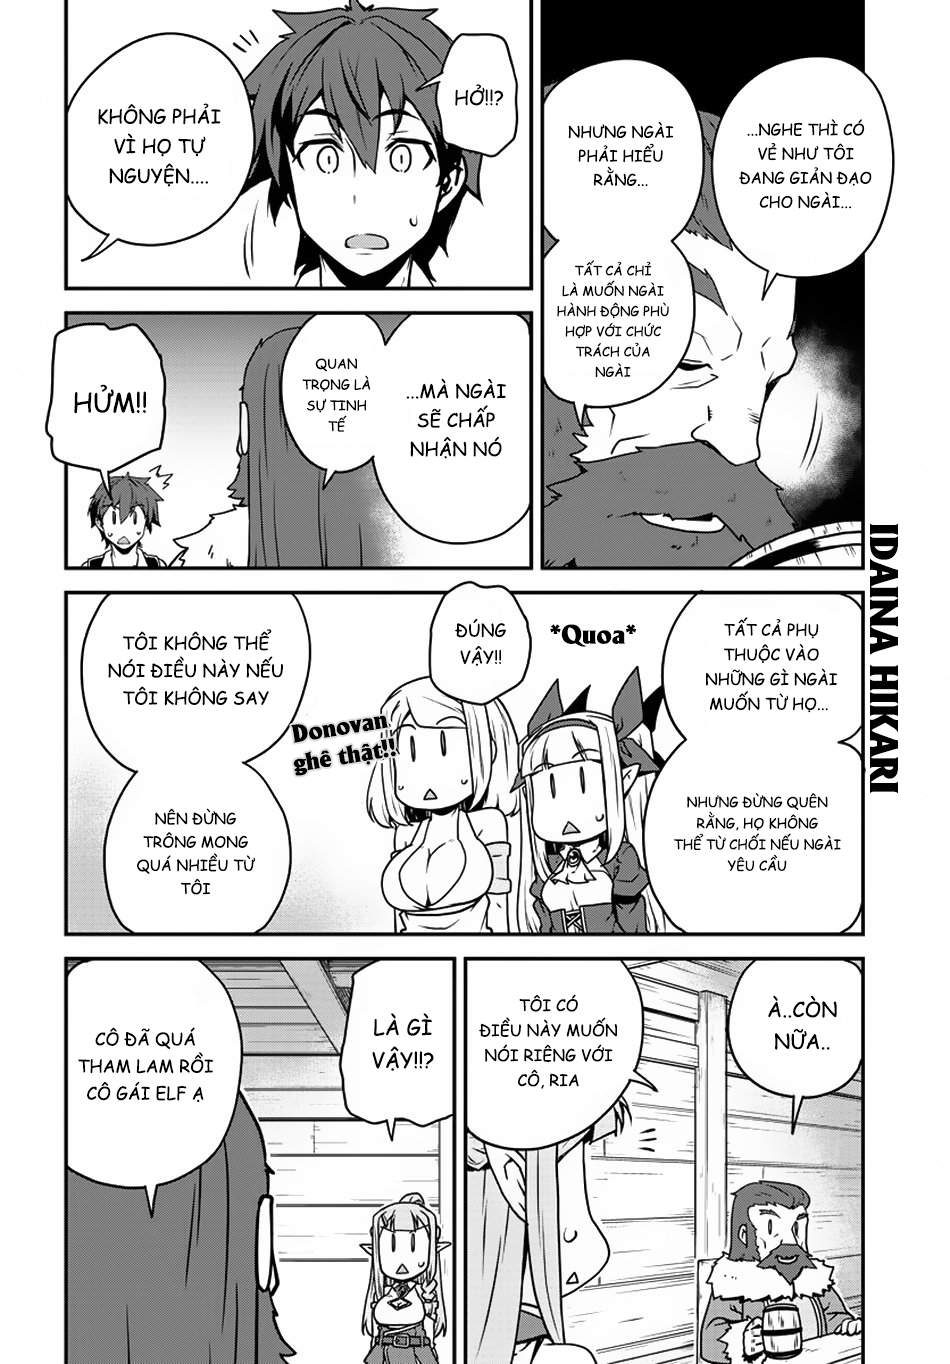 ...NGHE THÌ CÓ
VẺ NHƯ TÔI
ĐANG GIẢN ĐẠO
CHO NGÀI...
NHƯNG NGÀI
PHẢI HIỂU
RẰNG...
TẤT CẢ CHỈ
LÀ MUỐN NGÀI
HÀNH ĐỘNG PHÙ
HỢP VỚI CHỨC
TRÁCH CỦA
NGÀI
HỞ!!?
KHÔNG PHẢI
VÌ HỌ TỰ
NGUYỆN....
...MÀ NGÀI
SẼ CHẤP
NHẬN NÓ
QUAN
TRỌNG LÀ
SỰ TINH
TẾ
HỬM!!
TẤT CẢ PHỤ
THUỘC VÀO
NHỮNG GÌ NGÀI
MUỐN TỪ HỌ...
NHƯNG ĐỪNG QUÊN
RẰNG, HỌ KHÔNG
THỂ TỪ CHỐI NẾU NGÀI
YÊU CẦU
*Quoa*
ĐÚNG
VẬY!!
Donovan
ghê thật!!
TÔI KHÔNG THỂ
NÓI ĐIỀU NÀY NẾU
TÔI KHÔNG SAY
NÊN ĐỪNG
TRÔNG MONG
QUÁ NHIỀU TỪ
TÔI
IDAINA HIKARI
À..CÒN
NỮA..
TÔI CÓ
ĐIỀU NÀY MUỐN
NÓI RIÊNG VỚI
CÔ, RIA
LÀ GÌ
VẬY!!?
CÔ ĐÃ QUÁ
THAM LAM RỒI
CÔ GÁI ELF Ạ